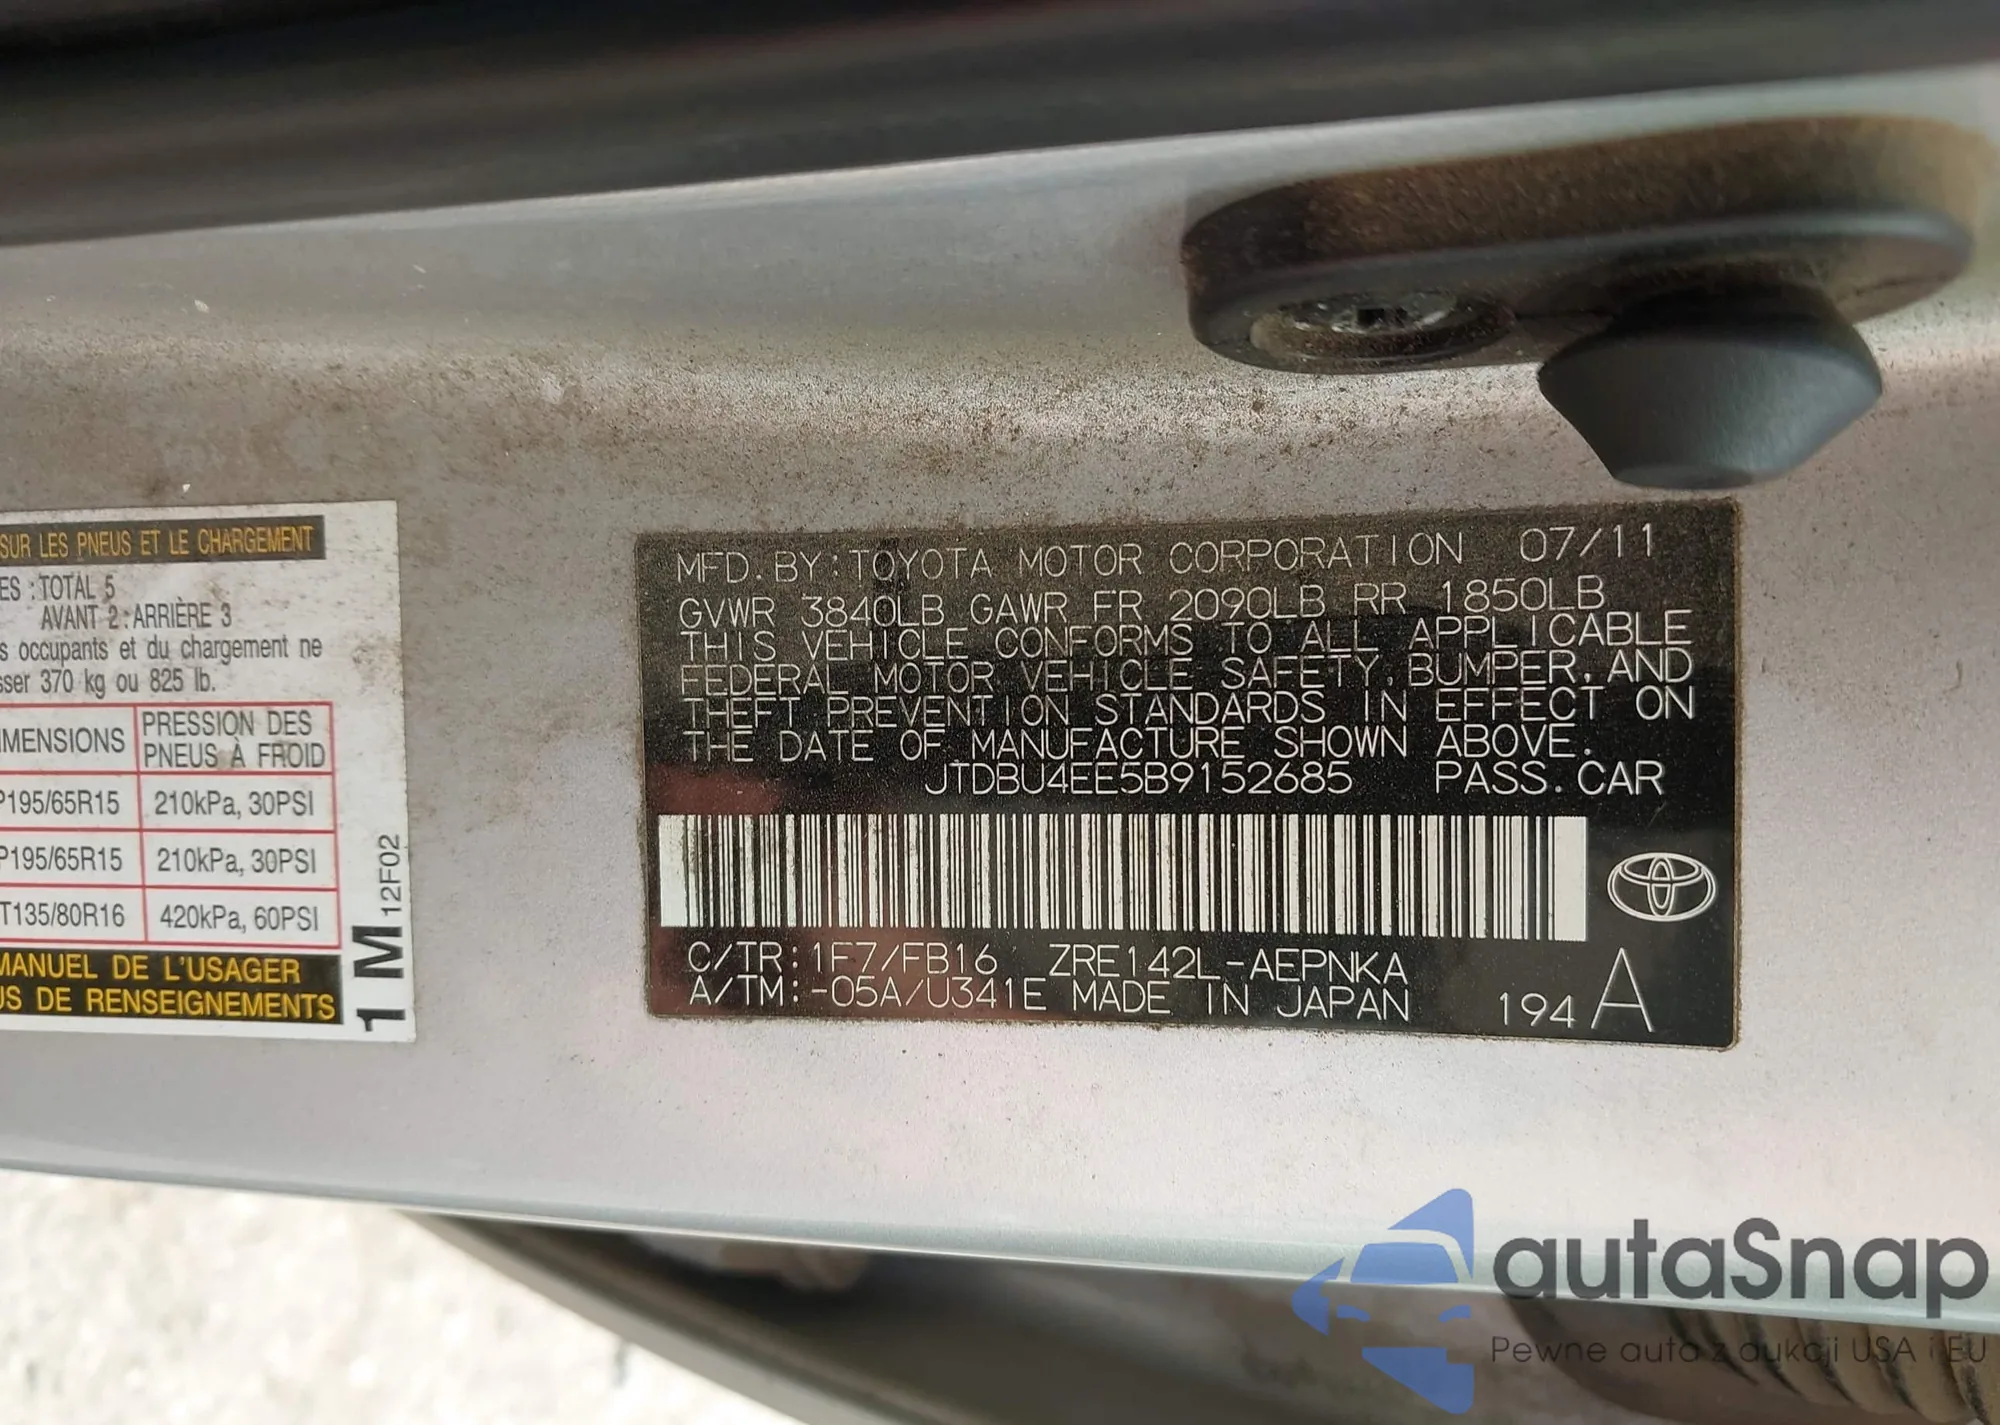 SUR LES PNEUS ET LE CHARGEMENT
ES : TOTAL 5
AVANT 2 : ARRIÈRE 3
s occupants et du chargement ne
sser 370 kg ou 825 lb.
MENSIONS PRESSION DES
PNEUS À FROID
P195/65R15 210kPa, 30PSI
P195/65R15 210kPa, 30PSI
T135/80R16 420kPa, 60PSI
MANUEL DE L'USAGER
US DE RENSEIGNEMENTS
1 M 12F02
MFD. BY: TOYOTA MOTOR CORPORATION 07/11
GVWR 3840LB GAWR FR 2090LB RR 1850LB
THIS VEHICLE CONFORMS TO ALL APPLICABLE
FEDERAL MOTOR VEHICLE SAFETY, BUMPER, AND
THEFT PREVENTION STANDARDS IN EFFECT ON
THE DATE OF MANUFACTURE SHOWN ABOVE.
JTDBU4EE5B9152685 PASS. CAR
C/TR: 1F7/FB16 ZRE142L-AEPNKA
A/TM: -05A/U341E MADE IN JAPAN
194 A
autaSnap
Pewne auta z aukcji USA i EU